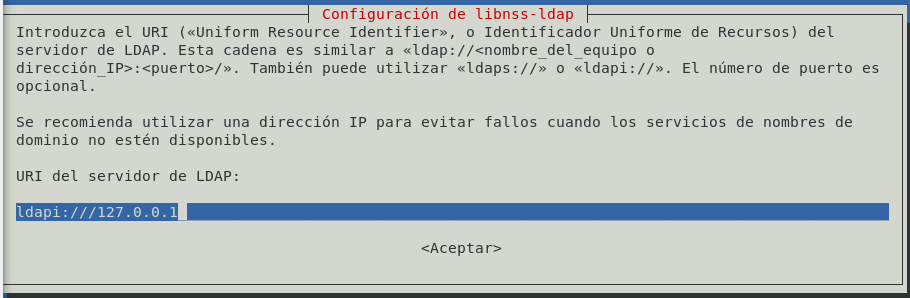 Configuración de libnss-ldap
Introduzca el URI («Uniform Resource Identifier», o Identificador Uniforme de Recursos) del
servidor de LDAP. Esta cadena es similar a «ldap://<nombre_del_equipo o
dirección_IP>:<puerto>/». También puede utilizar «ldaps://» o «ldapi://». El número de puerto es
opcional.
Se recomienda utilizar una dirección IP para evitar fallos cuando los servicios de nombres de
dominio no estén disponibles.
URI del servidor de LDAP:
ldapi:///127.0.0.1
<Aceptar>